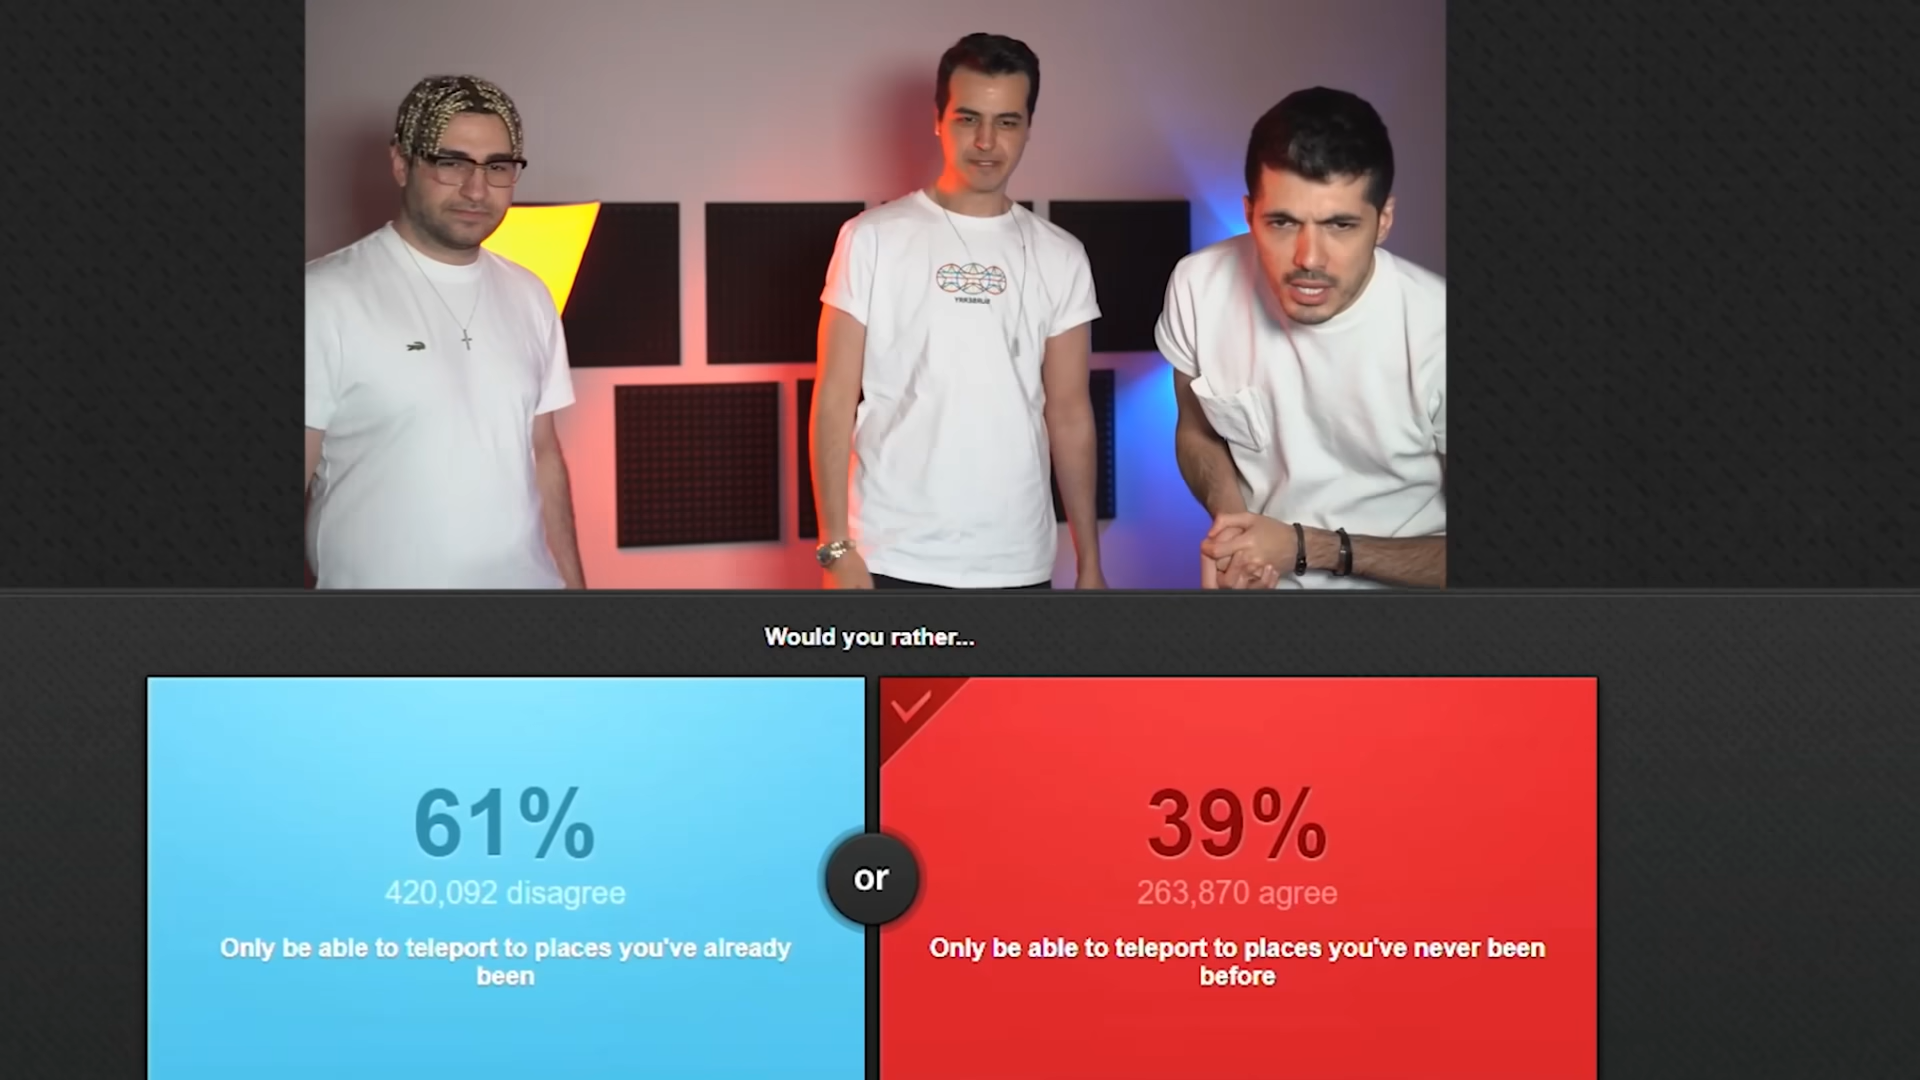 Would you rather...
61%
420,092 disagree
Only be able to teleport to places you've already
been
or
39%
263,870 agree
Only be able to teleport to places you've never been
before